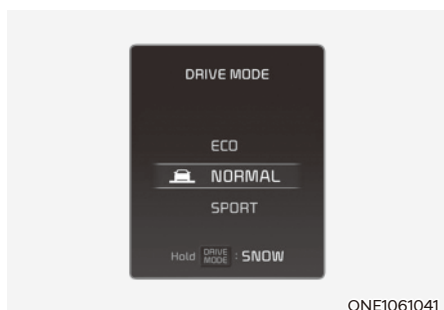 DRIVE MODE
ECO
NORMAL
SPORT
Hold DRIVE MODE : SNOW
ONE1061041